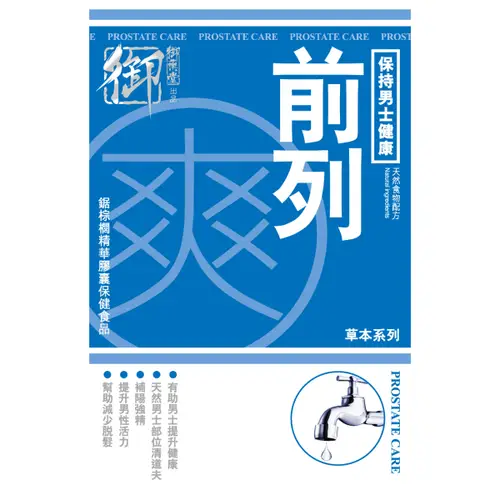 PROSTATE CARE PROSTATE CARE PROSTATE CARE
御
御藥堂
出品
前列
保持男士健康
天然食物配方
Natural ingredients
爽
鋸棕櫚精華膠囊保健食品
草本系列
PROSTATE CARE
有助男士提升健康
天然男士部位清道夫
補陽強精
提升男性活力
幫助減少脫髮